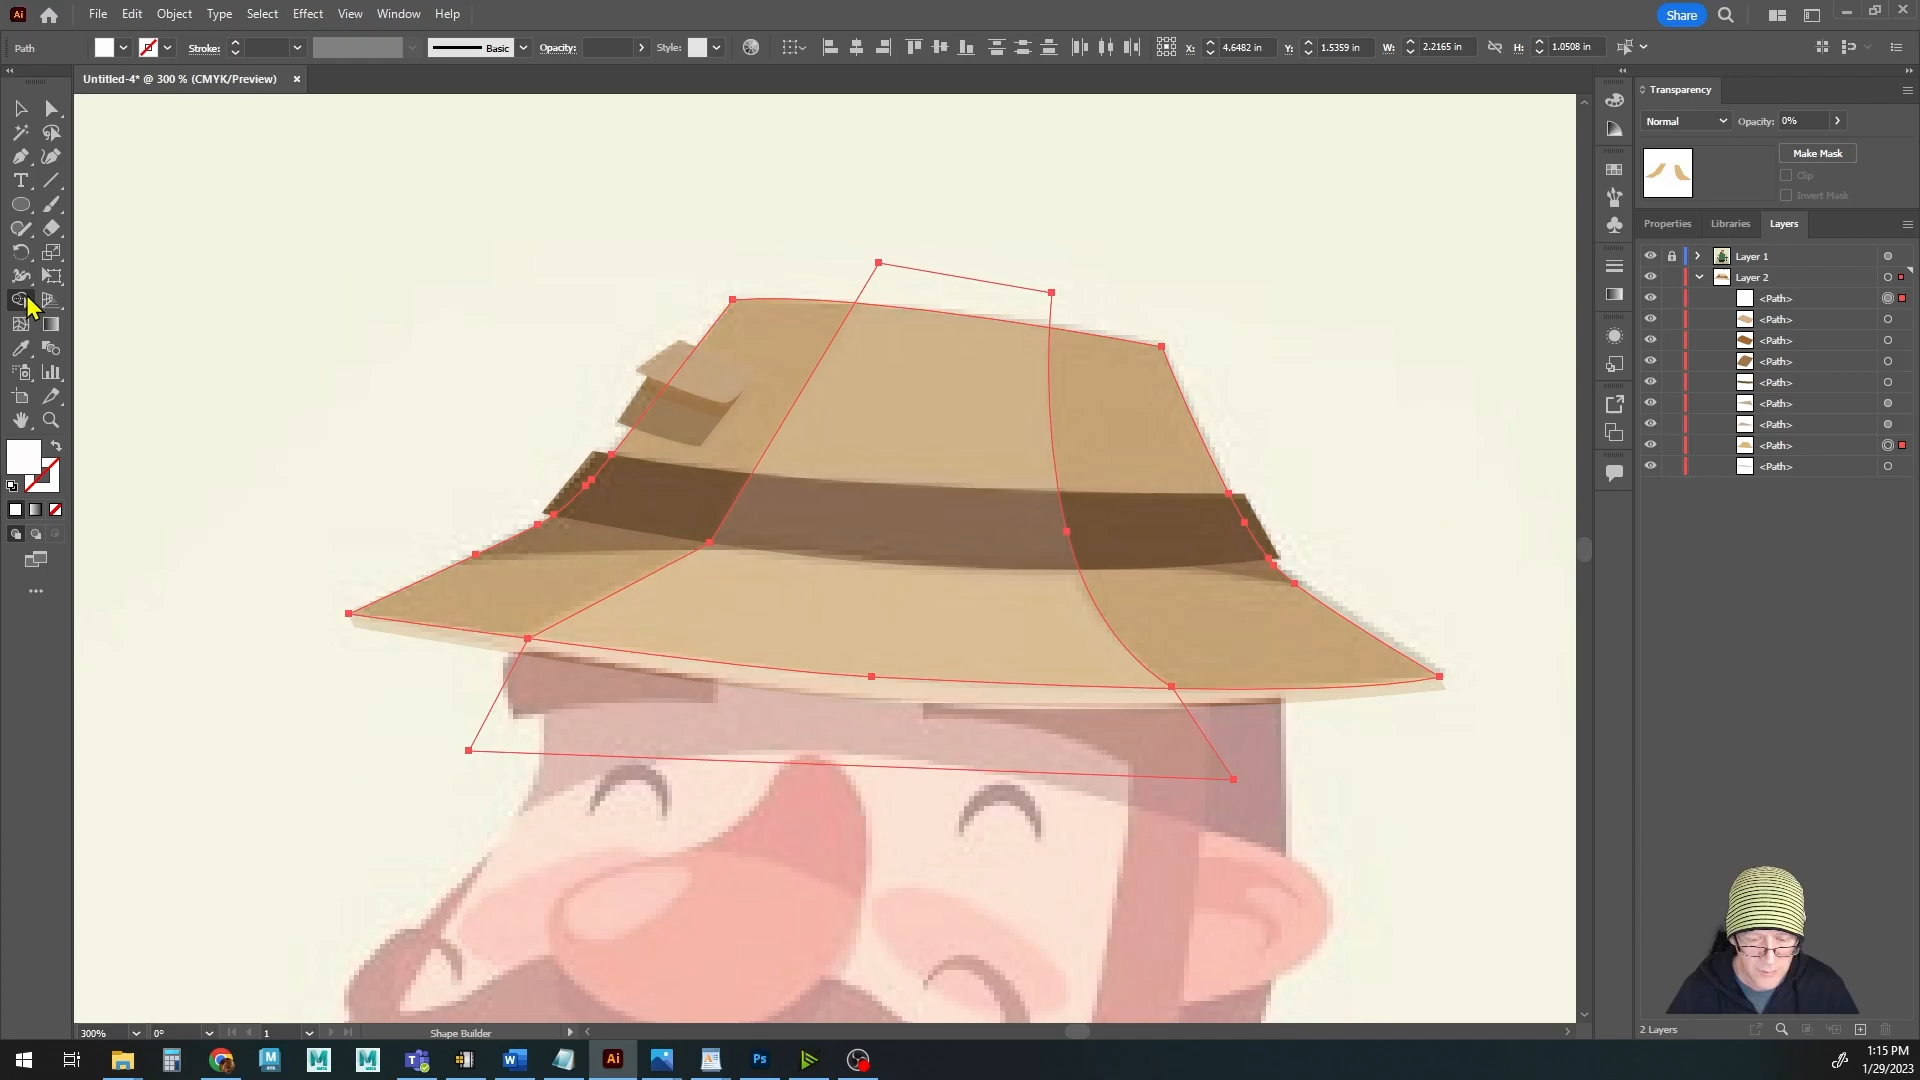 Ai File Edit Object Type Select Effect View Window Help Share
Path Stroke: Basic Opacity: Style: X: 4.6482 in Y: 1.5359 in W: 2.2165 in H: 1.0508 in
Untitled-4* @ 300 % (CMYK/Preview) ×
Transparency
Normal Opacity: 0%
Make Mask
Clip
Invert Mask
Properties Libraries Layers
Layer 1
Layer 2
<Path>
<Path>
<Path>
<Path>
<Path>
<Path>
<Path>
<Path>
<Path>
300% 0° 1 Shape Builder
2 Layers
Ai Ps
1:15 PM
1/29/2023